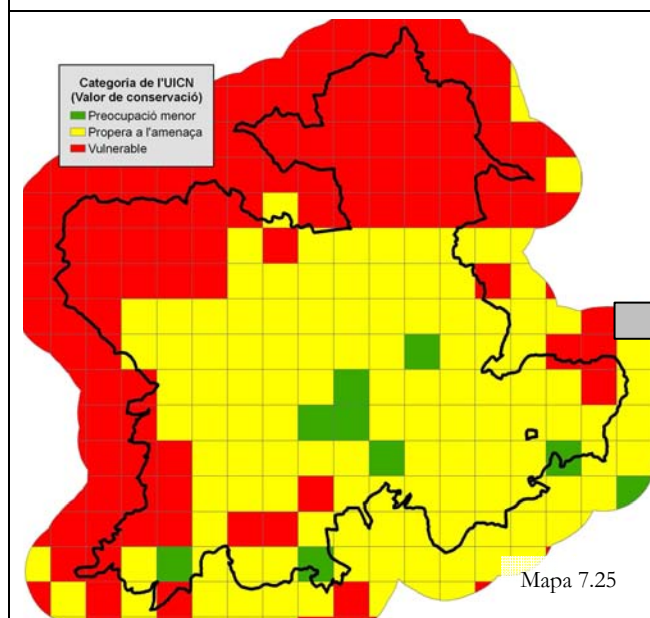 Categoria de l'UICN
(Valor de conservació)
Preocupació menor
Propera a l'amenaça
Vulnerable
Mapa 7.25